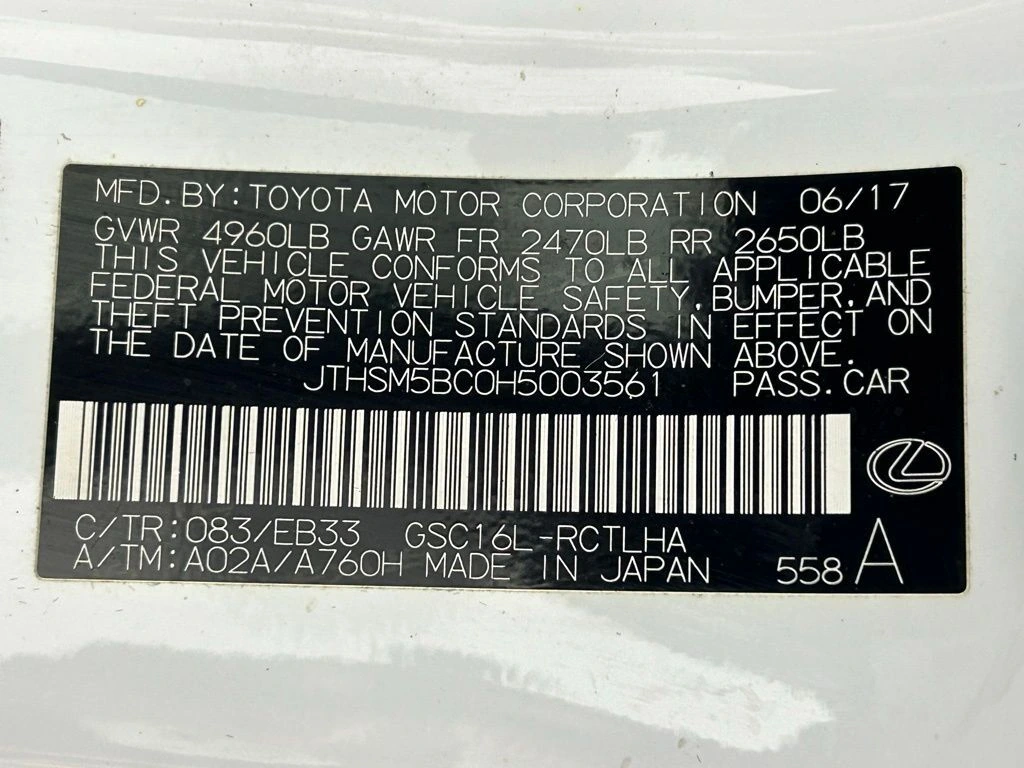 MFD.BY:TOYOTA MOTOR CORPORATION 06/17
GVWR 4960LB GAWR FR 2470LB RR 2650LB
THIS VEHICLE CONFORMS TO ALL APPLICABLE
FEDERAL MOTOR VEHICLE SAFETY,BUMPER,AND
THEFT PREVENTION STANDARDS IN EFFECT ON
THE DATE OF MANUFACTURE SHOWN ABOVE.
JTHSM5BC0H5003561 PASS.CAR
C/TR:083/EB33 GSC16L-RCTLHA
A/TM:A02A/A760H MADE IN JAPAN 558 A